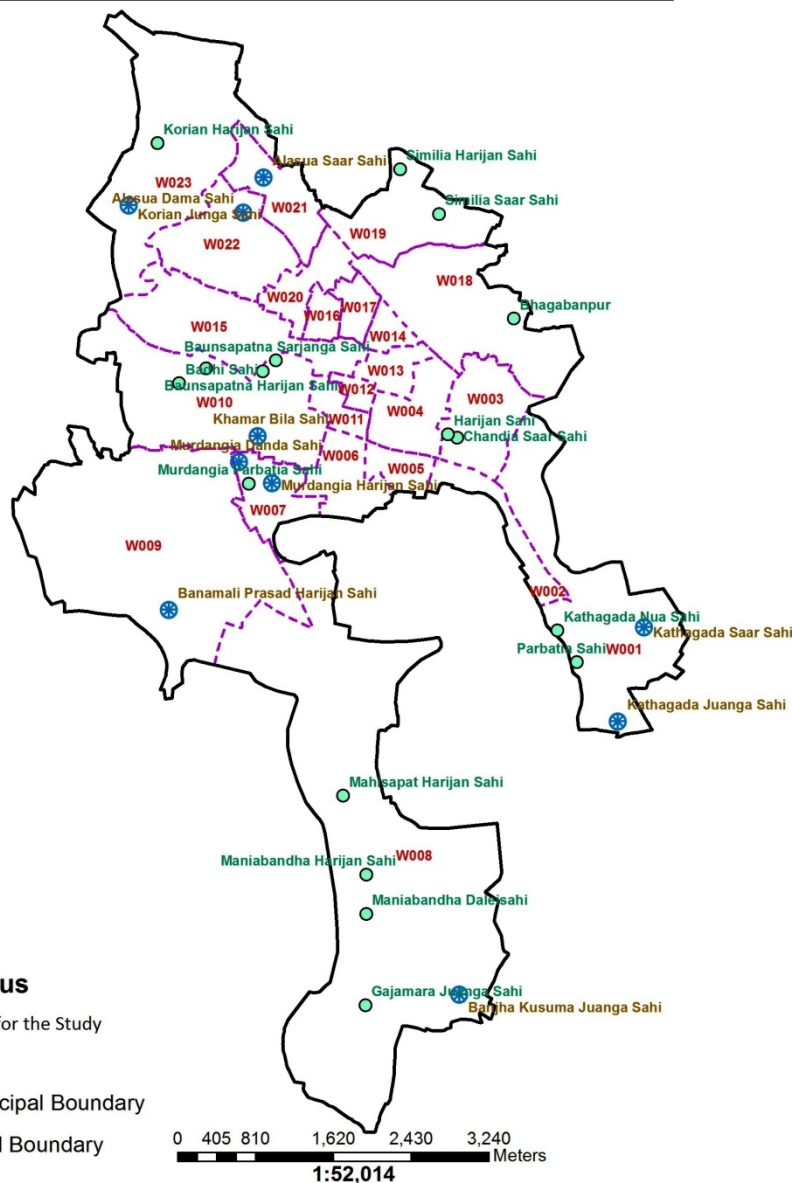 Korian Harijan Sahi
Alasua Saar Sahi
Similia Harijan Sahi
W023
Alasua Dama Sahi
Korian Junga Sahi
W021
Similia Saar Sahi
W022
W019
W018
W020
W016
W017
Bhagabanpur
W015
W014
Baunsapatna Sarjanga Sahi
Badhi Sahi
W013
Baunsapatna Harijan Sahi
W012
W010
W004
W003
Khamar Bila Sahi
W011
Harijan Sahi
Chandia Saar Sahi
Murdangia Danda Sahi
W006
Murdangia Parbatia Sahi
W005
Murdangia Harijan Sahi
W007
W009
W002
Banamali Prasad Harijan Sahi
Kathagada Nua Sahi
Kathagada Saar Sahi
Parbatia Sahi
W001
Kathagada Juanga Sahi
Mahisapat Harijan Sahi
Maniabandha Harijan Sahi
W008
Maniabandha Daleisahi
Gajamara Juanga Sahi
Banjha Kusuma Juanga Sahi
us
for the Study
cipal Boundary
l Boundary
0 405 810 1,620 2,430 3,240
Meters
1:52,014